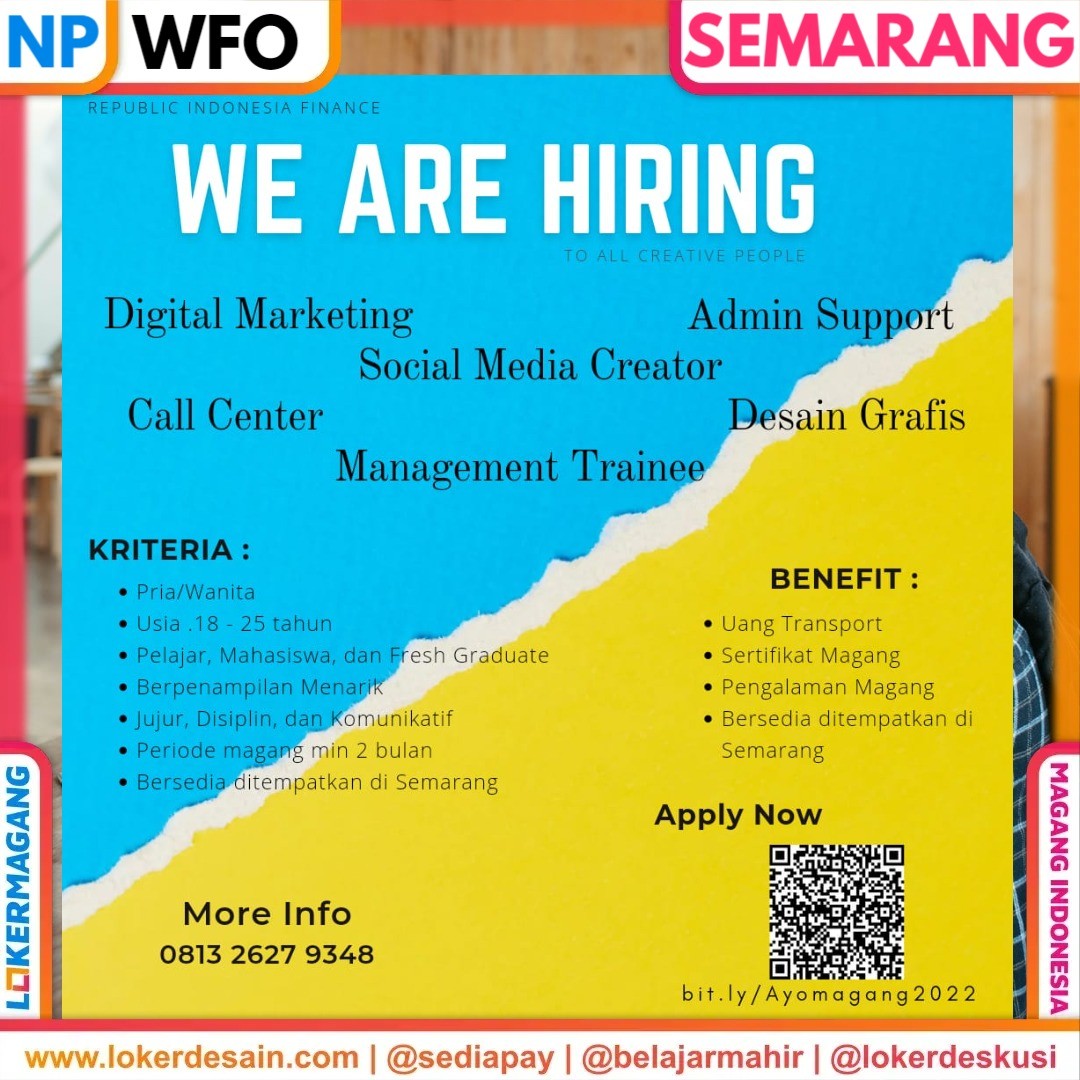 NP WFO
SEMARANG
REPUBLIC INDONESIA FINANCE
WE ARE HIRING
TO ALL CREATIVE PEOPLE
Digital Marketing
Admin Support
Social Media Creator
Call Center
Desain Grafis
Management Trainee
KRITERIA :
• Pria/Wanita
• Usia .18 - 25 tahun
• Pelajar, Mahasiswa, dan Fresh Graduate
• Berpenampilan Menarik
• Jujur, Disiplin, dan Komunikatif
• Periode magang min 2 bulan
• Bersedia ditempatkan di Semarang
BENEFIT :
• Uang Transport
• Sertifikat Magang
• Pengalaman Magang
• Bersedia ditempatkan di
Semarang
Apply Now
More Info
0813 2627 9348
bit.ly/Ayomagang2022
LOKERMAGANG
MAGANG INDONESIA
www.lokerdesain.com | @sediapay | @belajarmahir | @lokerdeskusi